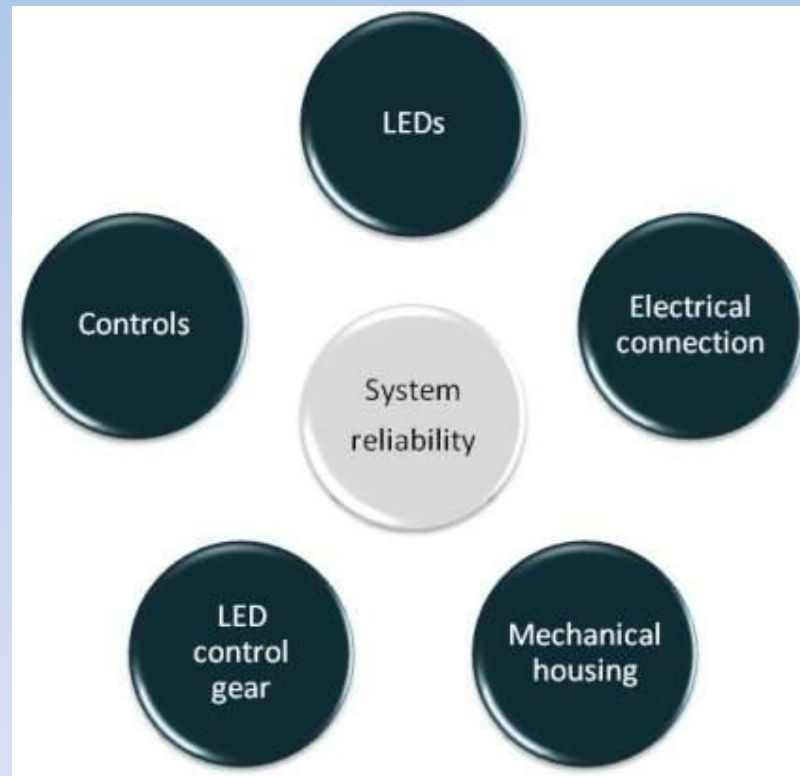 LEDs
Electrical
connection
Mechanical
housing
LED
control
gear
Controls
System
reliability